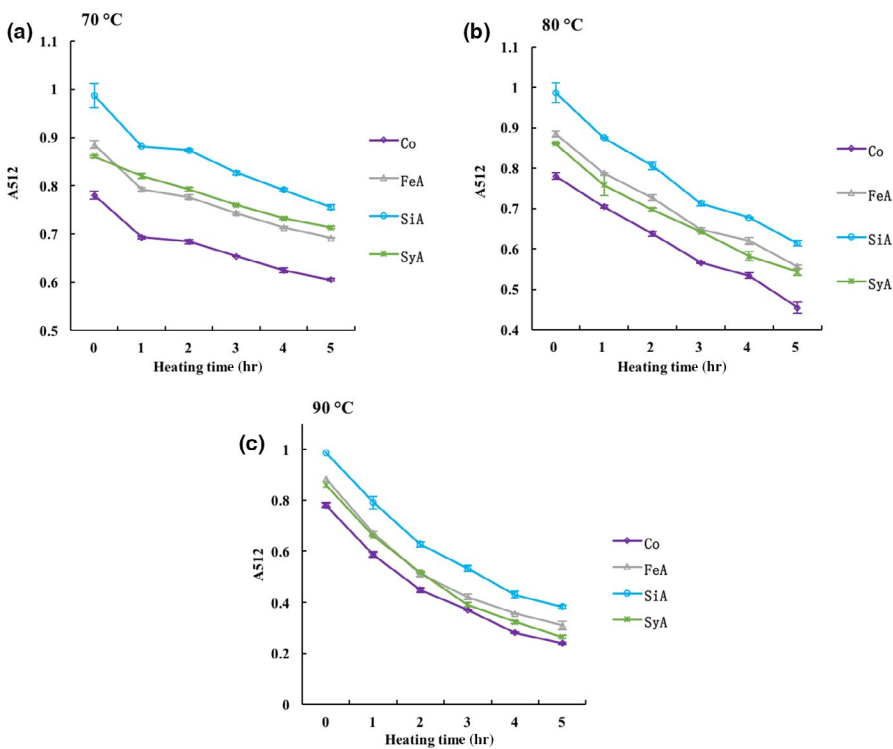 (a)
70 °C
1.1
1
0.9
0.8
0.7
0.6
0.5
A512
0 1 2 3 4 5
Heating time (hr)
Co
FeA
SiA
SyA
(b)
80 °C
1.1
1
0.9
0.8
0.7
0.6
0.5
0.4
A512
0 1 2 3 4 5
Heating time (hr)
Co
FeA
SiA
SyA
(c)
90 °C
1
0.8
0.6
0.4
0.2
0
A512
0 1 2 3 4 5
Heating time (hr)
Co
FeA
SiA
SyA